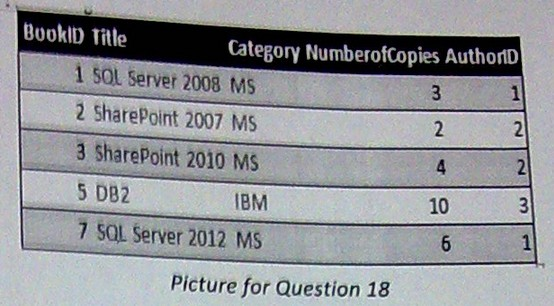 BookID Title Category NumberofCopies AuthorID
1 SQL Server 2008 MS 3 1
2 SharePoint 2007 MS 2 2
3 SharePoint 2010 MS 4 2
5 DB2 IBM 10 3
7 SQL Server 2012 MS 6 1
Picture for Question 18